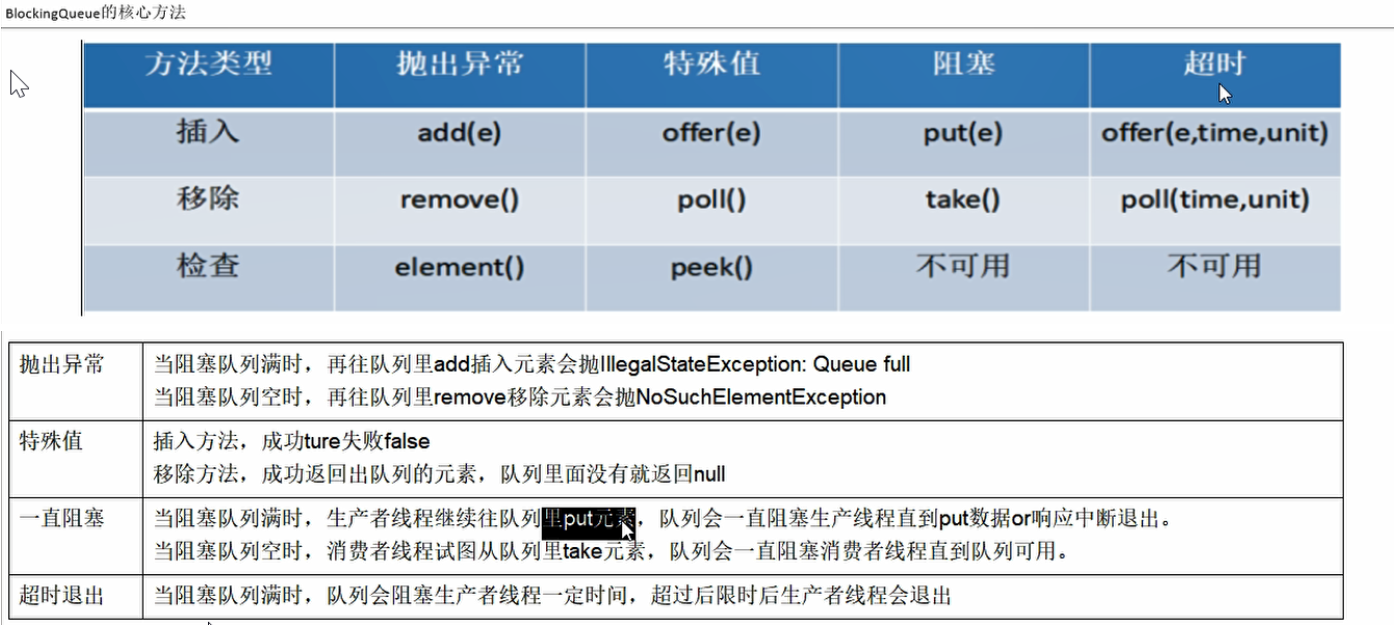 BlockingQueue的核心方法
方法类型 抛出异常 特殊值 阻塞 超时
插入 add(e) offer(e) put(e) offer(e,time,unit)
移除 remove() poll() take() poll(time,unit)
检查 element() peek() 不可用 不可用
抛出异常 当阻塞队列满时，再往队列里add插入元素会抛IllegalStateException: Queue full
当阻塞队列空时，再往队列里remove移除元素会抛NoSuchElementException
特殊值 插入方法，成功ture失败false
移除方法，成功返回出队列的元素，队列里面没有就返回null
一直阻塞 当阻塞队列满时，生产者线程继续往队列里put元素，队列会一直阻塞生产线程直到put数据or响应中断退出。
当阻塞队列空时，消费者线程试图从队列里take元素，队列会一直阻塞消费者线程直到队列可用。
超时退出 当阻塞队列满时，队列会阻塞生产者线程一定时间，超过后限时后生产者线程会退出